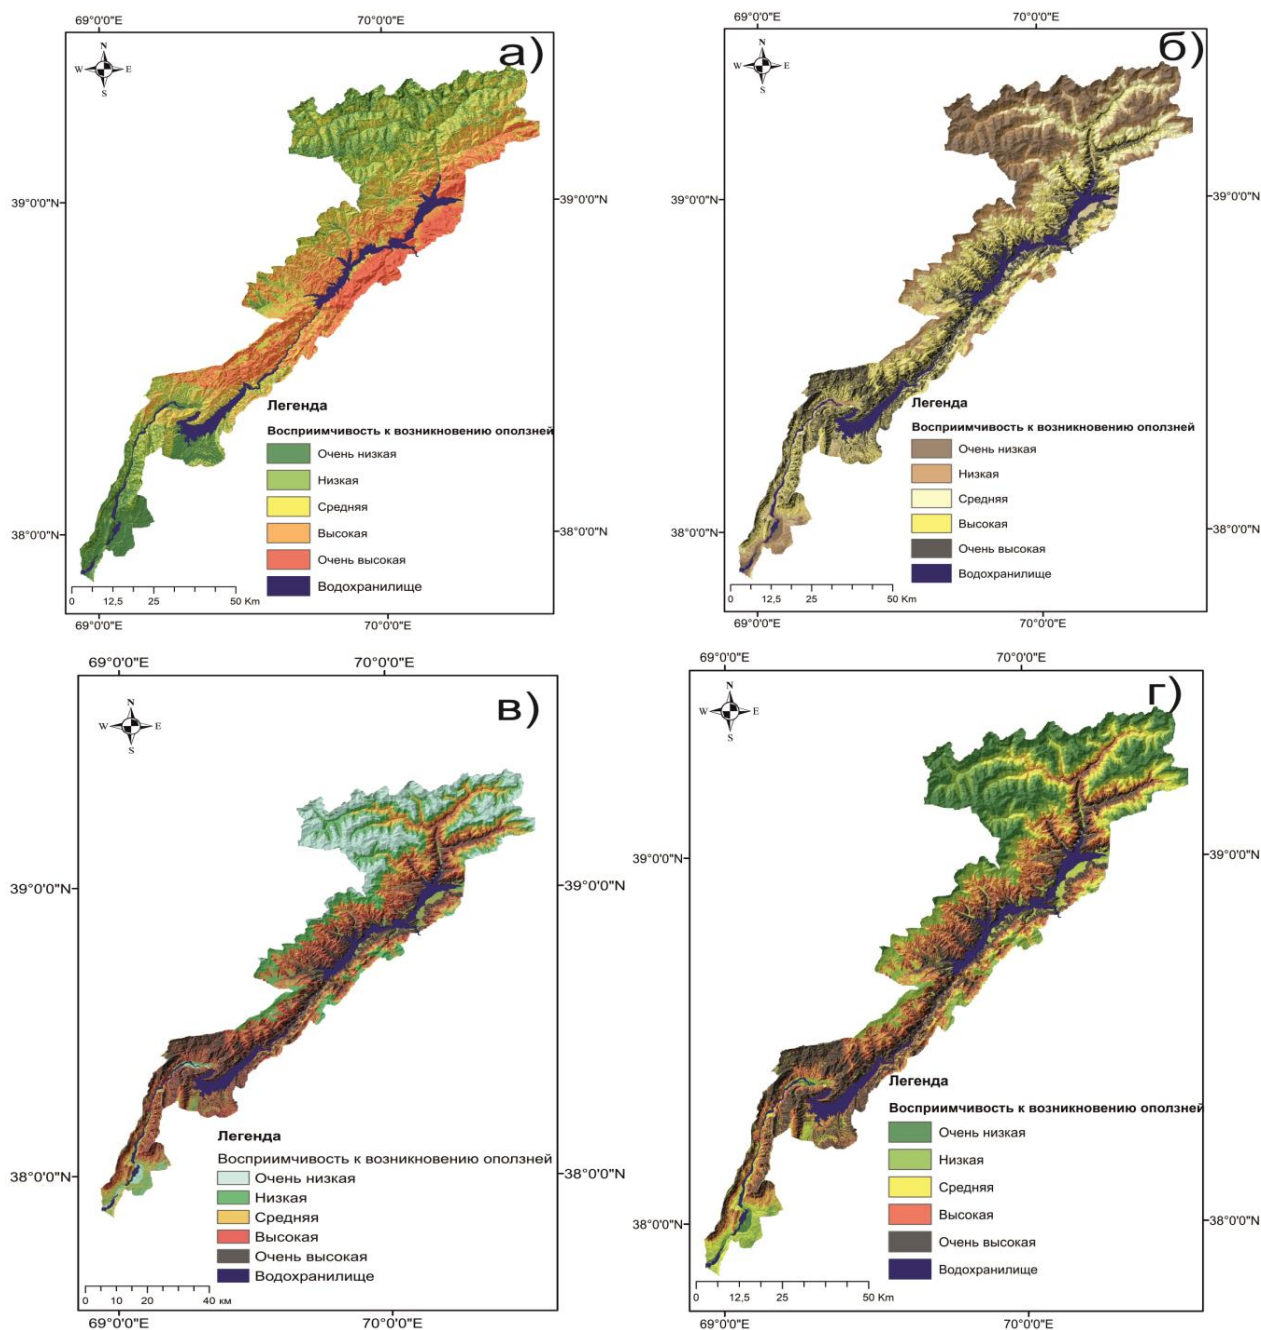 69°0'0"E 70°0'0"E
а)
N
W E
S
39°0'0"N 39°0'0"N
Легенда
Восприимчивость к возникновению оползней
Очень низкая
Низкая
Средняя
Высокая
Очень высокая
Водохранилище
38°0'0"N 38°0'0"N
0 12,5 25 50 Km
69°0'0"E 70°0'0"E
69°0'0"E 70°0'0"E
б)
N
W E
S
39°0'0"N 39°0'0"N
Легенда
Восприимчивость к возникновению оползней
Очень низкая
Низкая
Средняя
Высокая
Очень высокая
Водохранилище
38°0'0"N 38°0'0"N
0 12,5 25 50 Km
69°0'0"E 70°0'0"E
69°0'0"E 70°0'0"E
в)
N
W E
S
39°0'0"N 39°0'0"N
Легенда
Восприимчивость к возникновению оползней
Очень низкая
Низкая
Средняя
Высокая
Очень высокая
Водохранилище
38°0'0"N 38°0'0"N
0 10 20 40 км
69°0'0"E 70°0'0"E
69°0'0"E 70°0'0"E
г)
N
W E
S
39°0'0"N 39°0'0"N
Легенда
Восприимчивость к возникновению оползней
Очень низкая
Низкая
Средняя
Высокая
Очень высокая
Водохранилище
38°0'0"N 38°0'0"N
0 12,5 25 50 Km
69°0'0"E 70°0'0"E